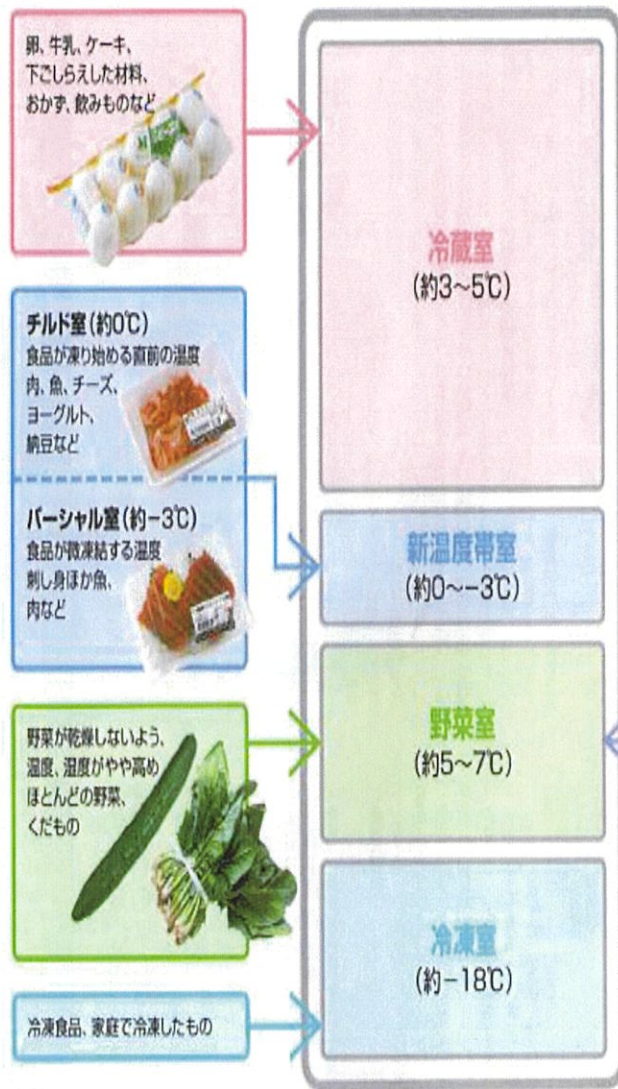 卵、牛乳、ケーキ、
下ごしらえした材料、
おかず、飲みものなど
冷蔵室
(約3〜5℃)
チルド室(約0℃)
食品が凍り始める直前の温度
肉、魚、チーズ、
ヨーグルト、
納豆など
パーシャル室(約−3℃)
食品が微凍結する温度
刺し身ほか魚、
肉など
新温度帯室
(約0〜−3℃)
野菜が乾燥しないよう、
温度、湿度がやや高め
ほとんどの野菜、
くだもの
野菜室
(約5〜7℃)
冷凍室
(約−18℃)
冷凍食品、家庭で冷凍したもの